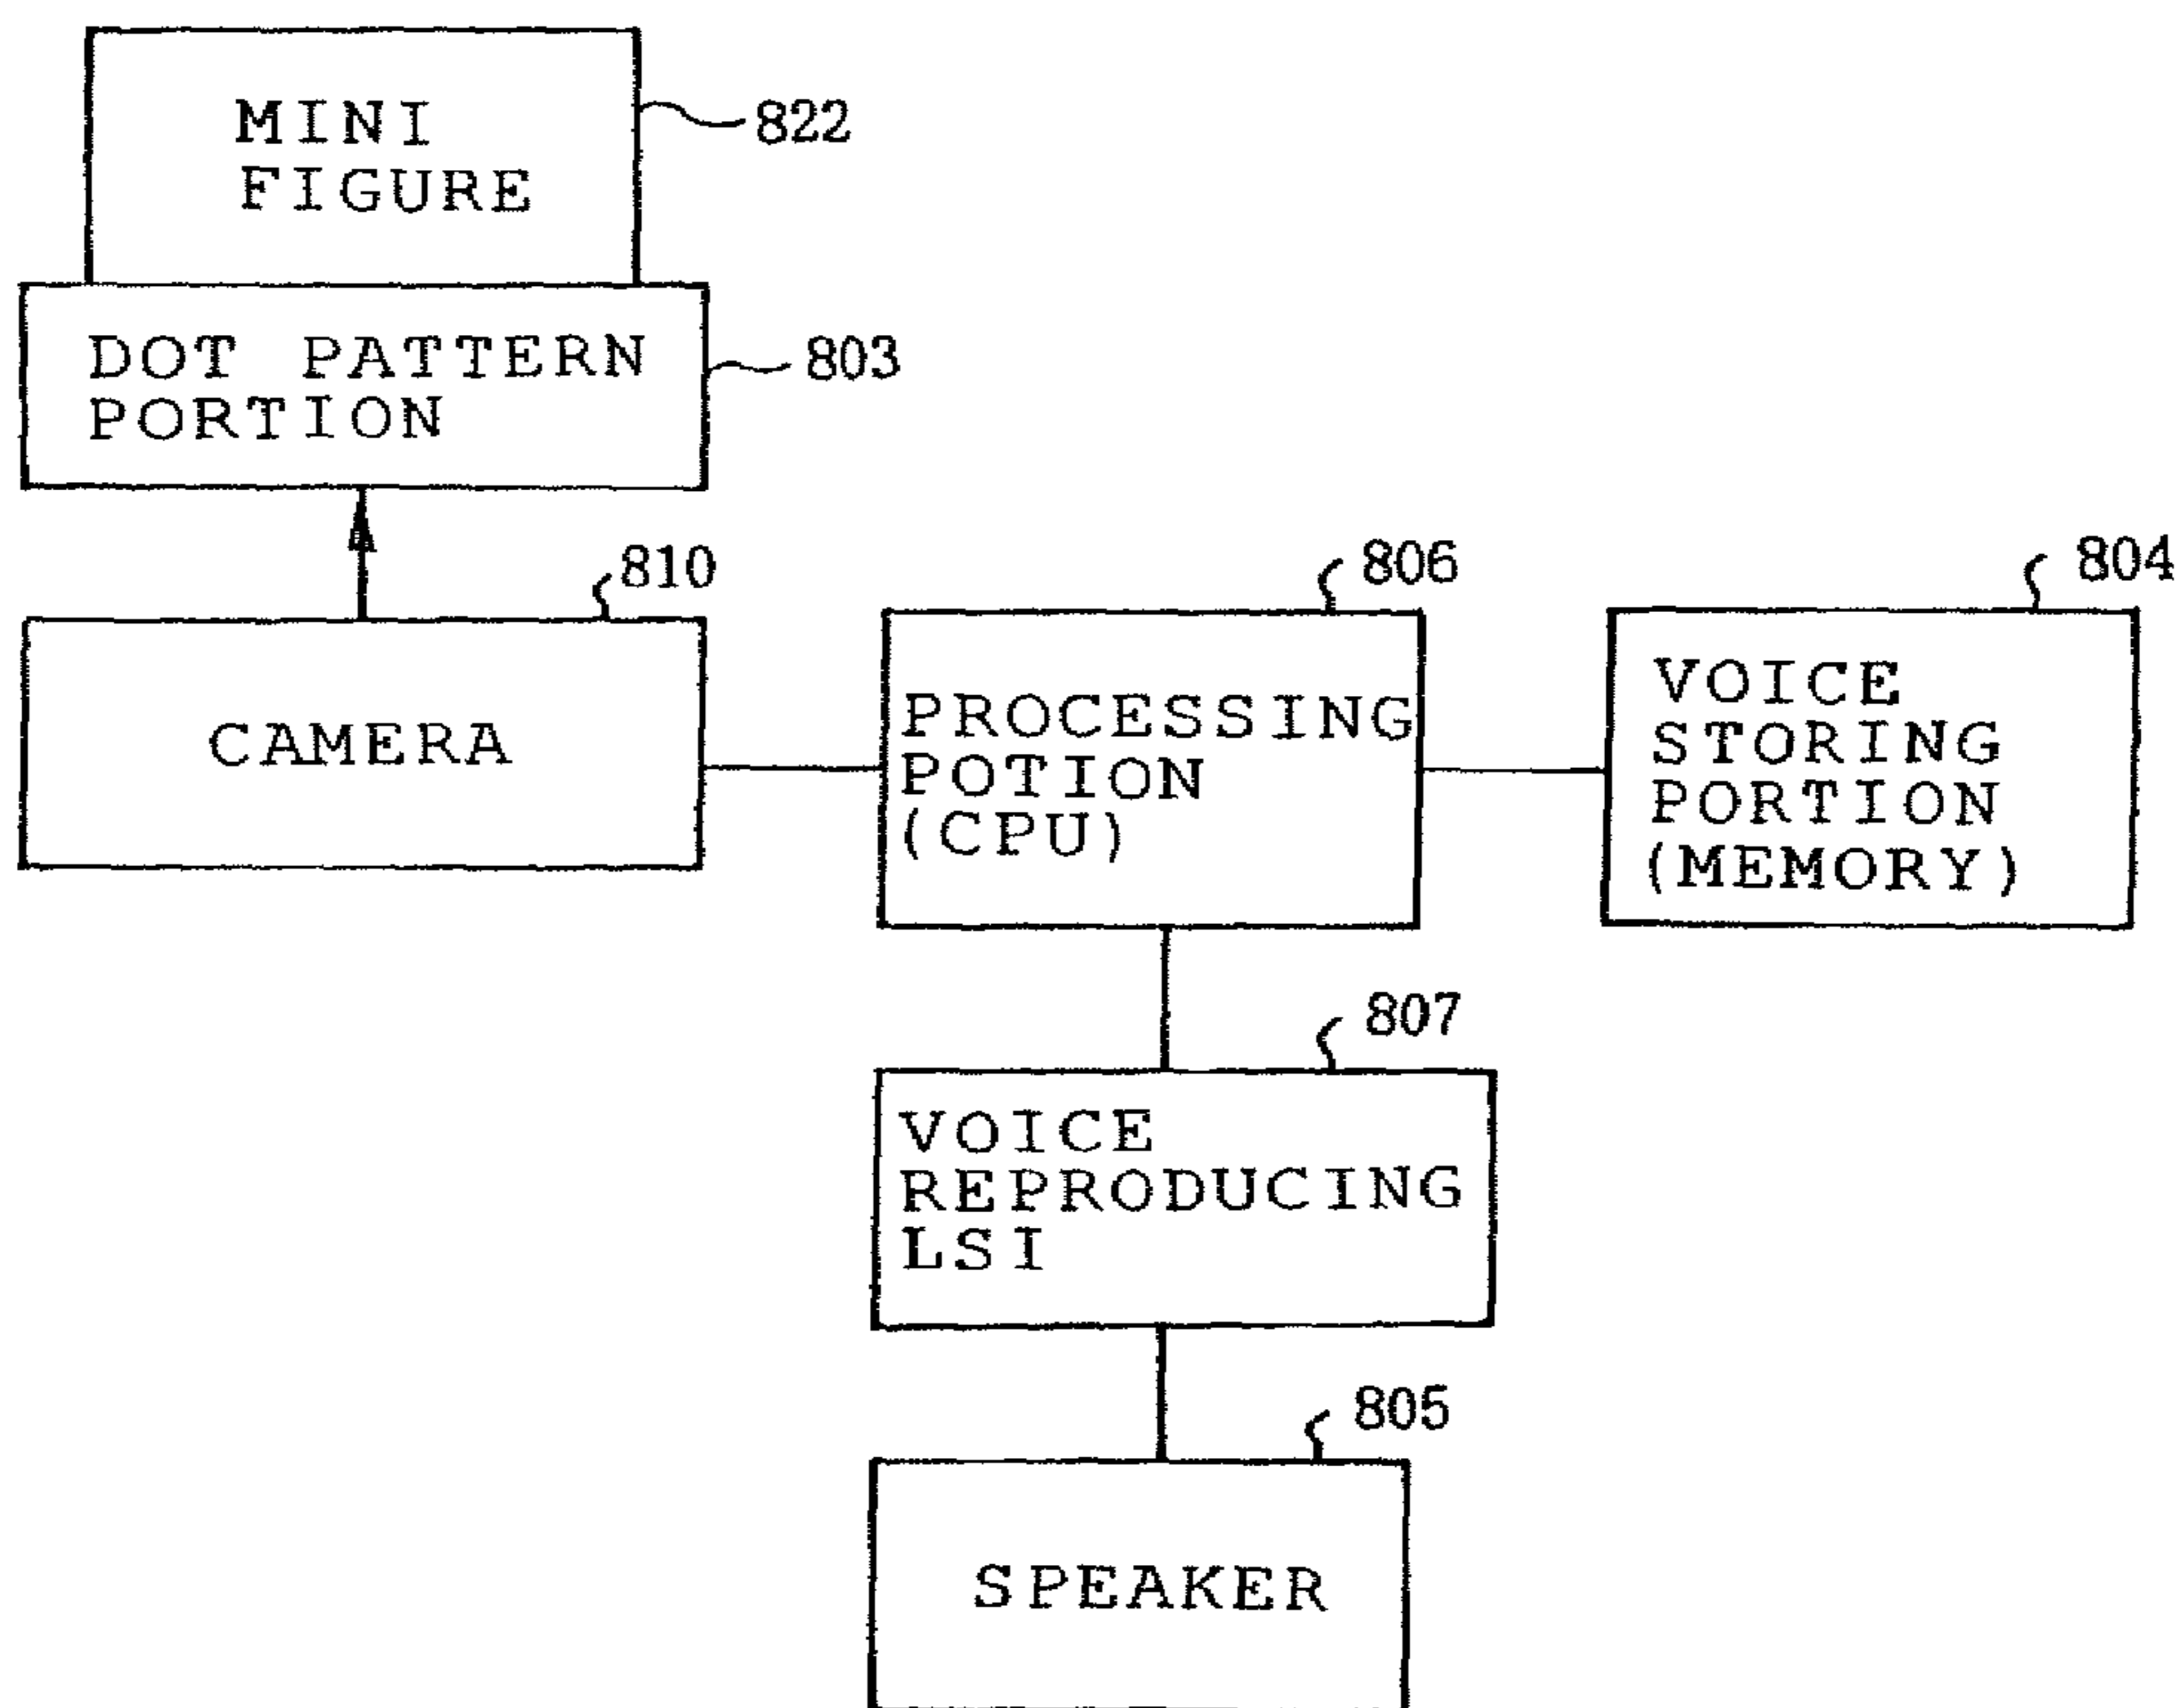 MINI
FIGURE
822
DOT PATTERN
PORTION
803
810
CAMERA
806
PROCESSING
POTION
(CPU)
804
VOICE
STORING
PORTION
(MEMORY)
807
VOICE
REPRODUCING
LSI
805
SPEAKER